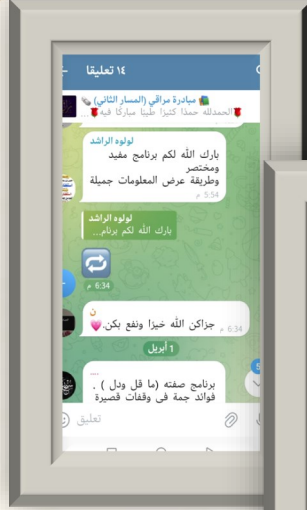 ١٤ تعليقا
مبادرة مراقي (المسار الثاني)
الحمدلله حمدًا كثيرًا طيبًا مباركًا فيه...
لولوه الراشد
بارك الله لكم برنامج مفيد
ومختصر
وطريقة عرض المعلومات جميلة
5:54 م
لولوه الراشد
بارك الله لكم برنام...
6:34 م
ن
جزاكن الله خيرًا ونفع بكن.
6:34 م
1 أبريل
....
برنامج صفته (ما قل ودل ) .
فوائد جمة في وقفات قصيرة
تعليق